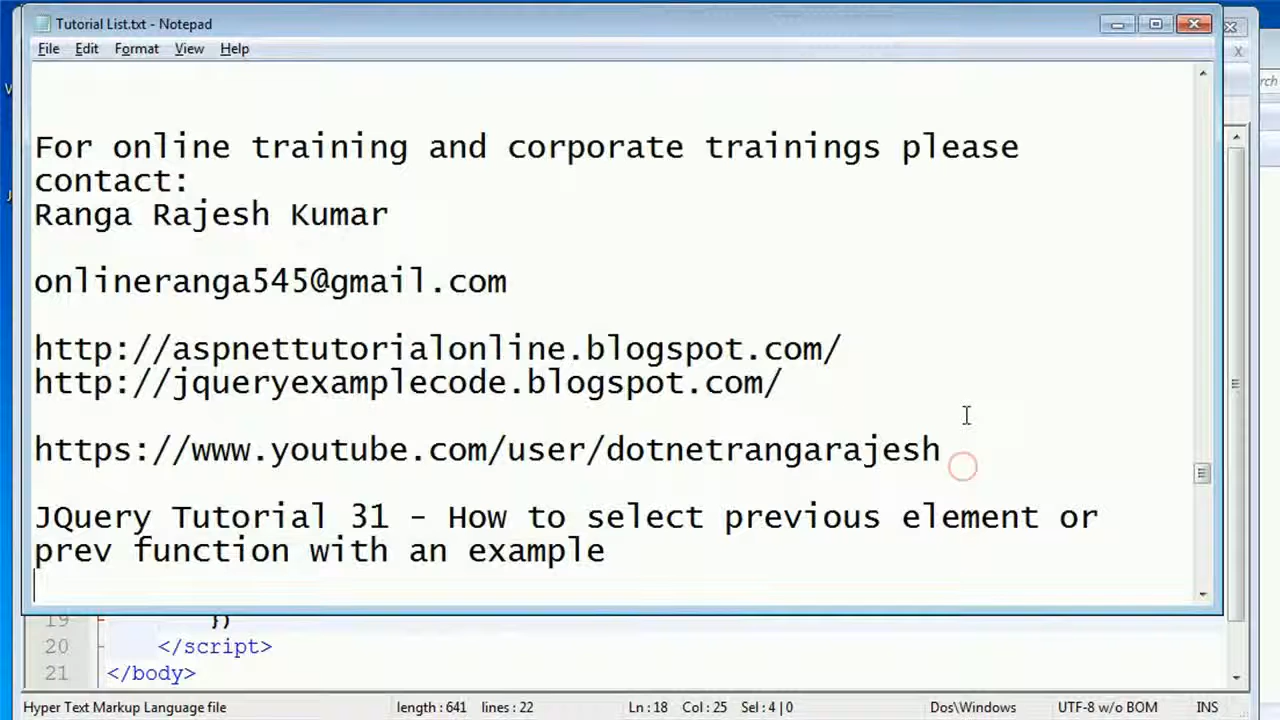 Tutorial List.txt - Notepad
File Edit Format View Help
For online training and corporate trainings please
contact:
Ranga Rajesh Kumar
onlineranga545@gmail.com
http://aspnettutorialonline.blogspot.com/
http://jqueryexamplecode.blogspot.com/
https://www.youtube.com/user/dotnetrangarajesh
JQuery Tutorial 31 - How to select previous element or
prev function with an example
19 })
20 </script>
21 </body>
Hyper Text Markup Language file length : 641 lines : 22 Ln : 18 Col : 25 Sel : 4 | 0 Dos\Windows UTF-8 w/o BOM INS